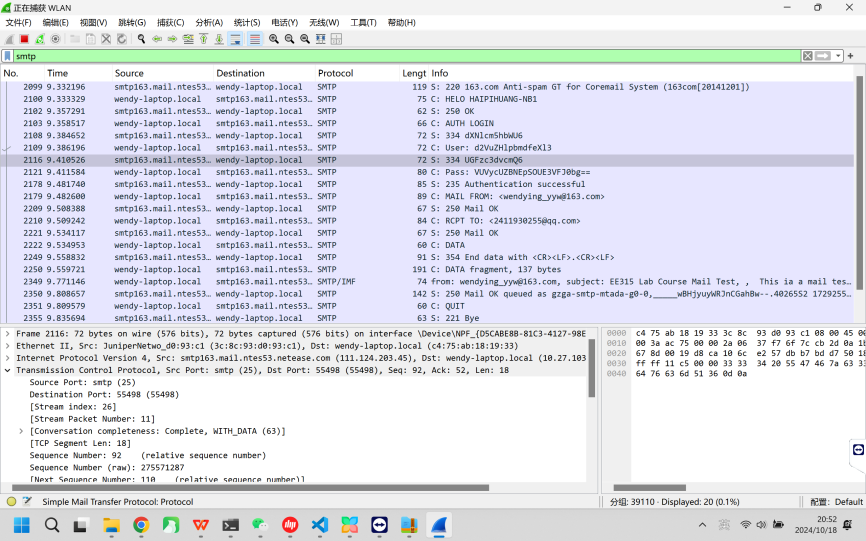 正在捕获 WLAN
文件(F) 编辑(E) 视图(V) 跳转(G) 捕获(C) 分析(A) 统计(S) 电话(Y) 无线(W) 工具(T) 帮助(H)
smtp
No. Time Source Destination Protocol Lengt Info
2099 9.332196 smtp163.mail.ntes53… wendy-laptop.local SMTP 119 S: 220 163.com Anti-spam GT for Coremail System (163com[20141201])
2100 9.333329 wendy-laptop.local smtp163.mail.ntes53… SMTP 75 C: HELO HAIPIHUANG-NB1
2102 9.357291 smtp163.mail.ntes53… wendy-laptop.local SMTP 62 S: 250 OK
2103 9.358517 wendy-laptop.local smtp163.mail.ntes53… SMTP 66 C: AUTH LOGIN
2108 9.384652 smtp163.mail.ntes53… wendy-laptop.local SMTP 72 S: 334 dXNlcm5hbWU6
2109 9.386196 wendy-laptop.local smtp163.mail.ntes53… SMTP 72 C: User: d2VuZHlpbmdfeXl3
2116 9.410526 smtp163.mail.ntes53… wendy-laptop.local SMTP 72 S: 334 UGFzc3dvcmQ6
2121 9.411584 wendy-laptop.local smtp163.mail.ntes53… SMTP 80 C: Pass: VUVycUZBNEpSOUE3VFJ0bg==
2178 9.481740 smtp163.mail.ntes53… wendy-laptop.local SMTP 85 S: 235 Authentication successful
2179 9.482600 wendy-laptop.local smtp163.mail.ntes53… SMTP 89 C: MAIL FROM: <wendying_yyw@163.com>
2209 9.508388 smtp163.mail.ntes53… wendy-laptop.local SMTP 67 S: 250 Mail OK
2210 9.509242 wendy-laptop.local smtp163.mail.ntes53… SMTP 84 C: RCPT TO: <2411930255@qq.com>
2221 9.534117 smtp163.mail.ntes53… wendy-laptop.local SMTP 67 S: 250 Mail OK
2222 9.534953 wendy-laptop.local smtp163.mail.ntes53… SMTP 60 C: DATA
2249 9.558832 smtp163.mail.ntes53… wendy-laptop.local SMTP 91 S: 354 End data with <CR><LF>.<CR><LF>
2250 9.559721 wendy-laptop.local smtp163.mail.ntes53… SMTP 191 C: DATA fragment, 137 bytes
2349 9.771146 wendy-laptop.local smtp163.mail.ntes53… SMTP/IMF 74 from: wendying_yyw@163.com, subject: EE315 Lab Course Mail Test, , This ia a mail tes…
2350 9.808657 smtp163.mail.ntes53… wendy-laptop.local SMTP 142 S: 250 Mail OK queued as gzga-smtp-mtada-g0-0,_____wBHjyuyWRJnCGahBw--.40265S2 1729255…
2351 9.809579 wendy-laptop.local smtp163.mail.ntes53… SMTP 60 C: QUIT
2355 9.835694 smtp163.mail.ntes53… wendy-laptop.local SMTP 63 S: 221 Bye
Frame 2116: 72 bytes on wire (576 bits), 72 bytes captured (576 bits) on interface \Device\NPF_{D5CABE8B-81C3-4127-98E
Ethernet II, Src: JuniperNetwo_d0:93:c1 (3c:8c:93:d0:93:c1), Dst: wendy-laptop.local (c4:75:ab:18:19:33)
Internet Protocol Version 4, Src: smtp163.mail.ntes53.netease.com (111.124.203.45), Dst: wendy-laptop.local (10.27.103
Transmission Control Protocol, Src Port: smtp (25), Dst Port: 55498 (55498), Seq: 92, Ack: 52, Len: 18
Source Port: smtp (25)
Destination Port: 55498 (55498)
[Stream index: 26]
[Stream Packet Number: 11]
[Conversation completeness: Complete, WITH_DATA (63)]
[TCP Segment Len: 18]
Sequence Number: 92 (relative sequence number)
Sequence Number (raw): 275571287
[Next Sequence Number: 110 (relative sequence number)]
0000 c4 75 ab 18 19 33 3c 8c 93 d0 93 c1 08 00 45 00
0010 00 3a ac 75 00 00 2a 06 37 f7 6f 7c cb 2d 0a 1b
0020 67 8d 00 19 d8 ca 10 6c e2 57 db b7 bd d7 50 18
0030 ff ff 11 c5 00 00 33 33 34 20 55 47 46 7a 63 33
0040 64 76 63 6d 51 36 0d 0a
Simple Mail Transfer Protocol: Protocol
分组: 39110 · Displayed: 20 (0.1%)
配置: Default
英
20:52
2024/10/18